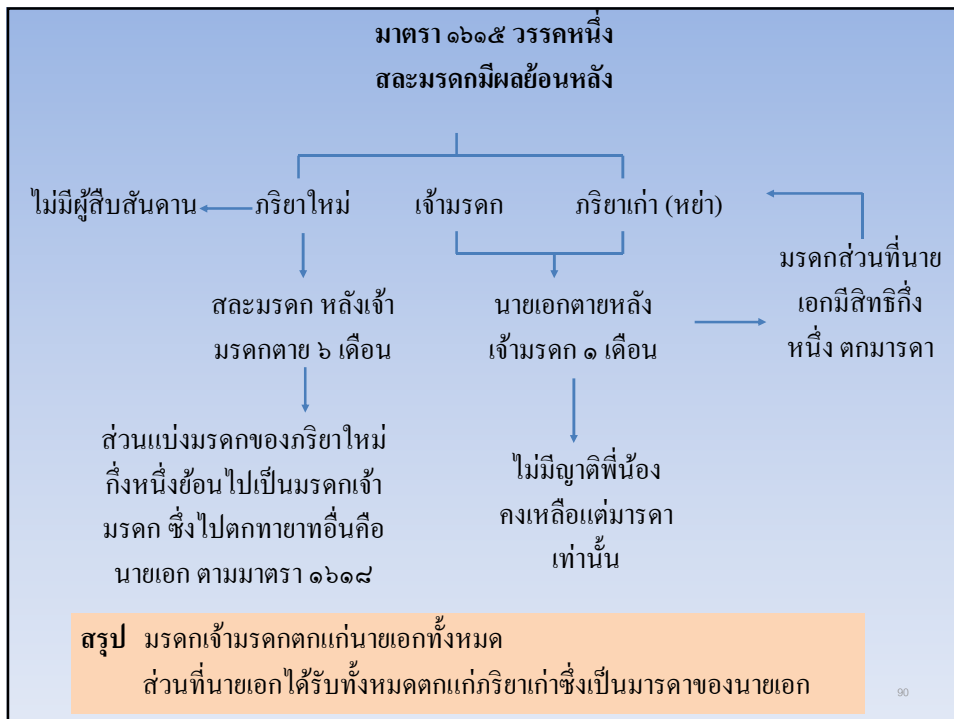 มาตรา ๑๖๑๕ วรรคหนึ่ง
สละมรดกมีผลย้อนหลัง
ไม่มีผู้สืบสันดาน
ภริยาใหม่
เจ้ามรดก
ภริยาเก่า (หย่า)
สละมรดก หลังเจ้า
มรดกตาย ๖ เดือน
นายเอกตายหลัง
เจ้ามรดก ๑ เดือน
มรดกส่วนที่นาย
เอกมีสิทธิกึ่ง
หนึ่ง ตกมารดา
ส่วนแบ่งมรดกของภริยาใหม่
กึ่งหนึ่งย้อนไปเป็นมรดกเจ้า
มรดก ซึ่งไปตกทายาทอื่นคือ
นายเอก ตามมาตรา ๑๖๑๘
ไม่มีญาติพี่น้อง
คงเหลือแต่มารดา
เท่านั้น
สรุป มรดกเจ้ามรดกตกแก่นายเอกทั้งหมด
ส่วนที่นายเอกได้รับทั้งหมดตกแก่ภริยาเก่าซึ่งเป็นมารดาของนายเอก
90